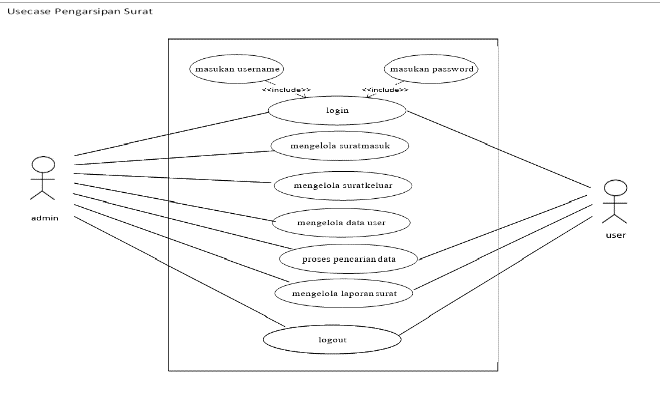 Usecase Pengarsipan Surat
masukan username
masukan password
<<include>>
<<include>>
login
mengelola suratmasuk
mengelola suratkeluar
admin
mengelola data user
user
proses pencarian data
mengelola laporan surat
logout